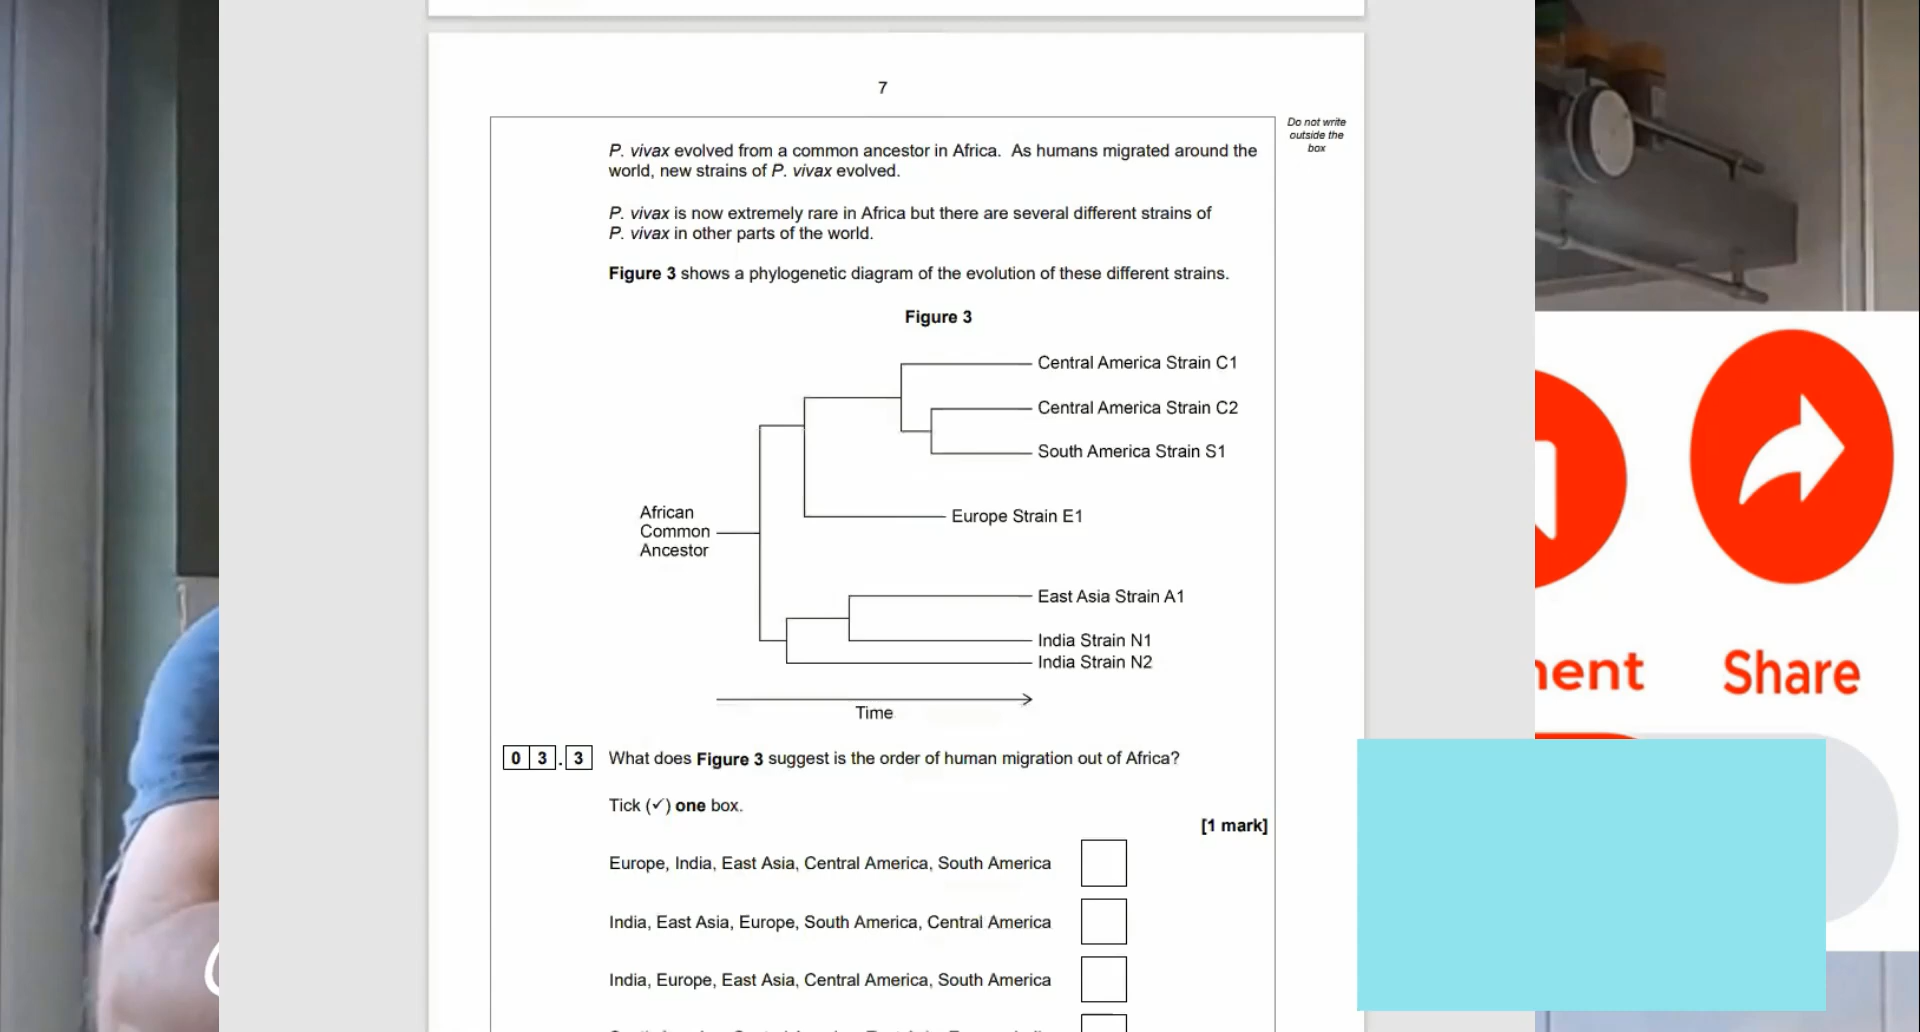 7
Do not write
outside the
box
P. vivax evolved from a common ancestor in Africa. As humans migrated around the
world, new strains of P. vivax evolved.
P. vivax is now extremely rare in Africa but there are several different strains of
P. vivax in other parts of the world.
Figure 3 shows a phylogenetic diagram of the evolution of these different strains.
Figure 3
Central America Strain C1
Central America Strain C2
South America Strain S1
African
Common
Ancestor
Europe Strain E1
East Asia Strain A1
India Strain N1
India Strain N2
Time
03.3 What does Figure 3 suggest is the order of human migration out of Africa?
Tick (✓) one box.
[1 mark]
Europe, India, East Asia, Central America, South America
India, East Asia, Europe, South America, Central America
India, Europe, East Asia, Central America, South America
Share